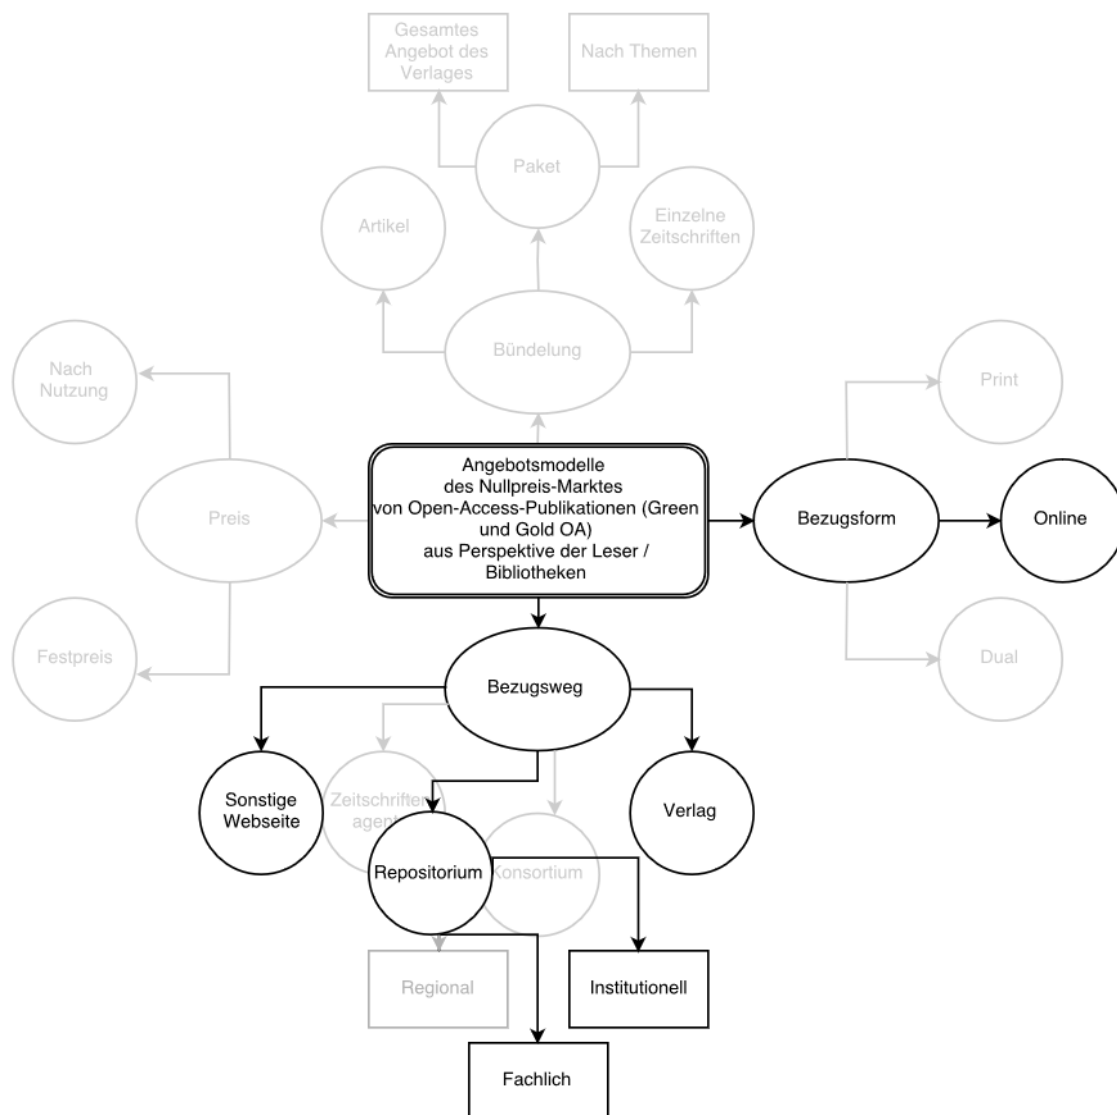 Gesamtes
Angebot des
Verlages
Nach Themen
Paket
Artikel
Einzelne
Zeitschriften
Bündelung
Nach
Nutzung
Print
Angebotsmodelle
des Nullpreis-Marktes
von Open-Access-Publikationen (Green
und Gold OA)
aus Perspektive der Leser /
Bibliotheken
Preis
Bezugsform
Online
Festpreis
Dual
Bezugsweg
Sonstige
Webseite
Zeitschriften
agent
Verlag
Repositorium
Konsortium
Regional
Institutionell
Fachlich